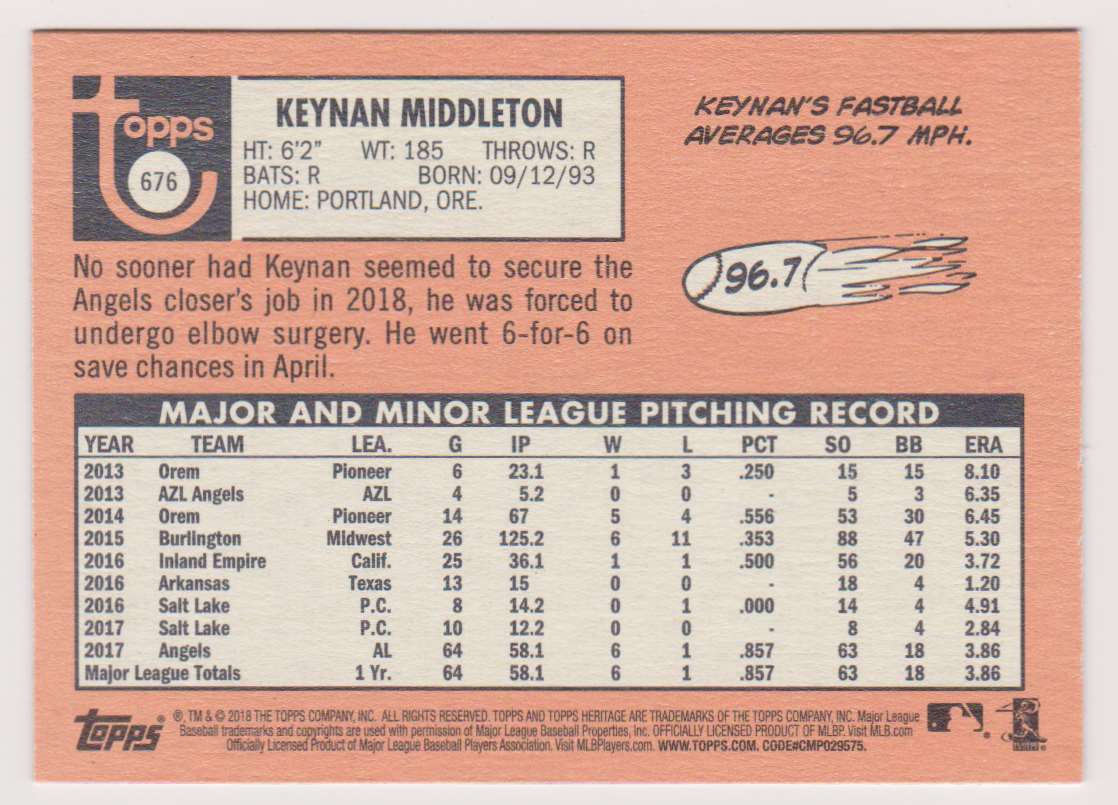 topps
676
KEYNAN MIDDLETON
HT: 6'2" WT: 185 THROWS: R
BATS: R BORN: 09/12/93
HOME: PORTLAND, ORE.
KEYNAN'S FASTBALL
AVERAGES 96.7 MPH.
96.7
No sooner had Keynan seemed to secure the
Angels closer's job in 2018, he was forced to
undergo elbow surgery. He went 6-for-6 on
save chances in April.
MAJOR AND MINOR LEAGUE PITCHING RECORD
YEAR TEAM LEA. G IP W L PCT SO BB ERA
2013 Orem Pioneer 6 23.1 1 3 .250 15 15 8.10
2013 AZL Angels AZL 4 5.2 0 0 - 5 3 6.35
2014 Orem Pioneer 14 67 5 4 .556 53 30 6.45
2015 Burlington Midwest 26 125.2 6 11 .353 88 47 5.30
2016 Inland Empire Calif. 25 36.1 1 1 .500 56 20 3.72
2016 Arkansas Texas 13 15 0 0 - 18 4 1.20
2016 Salt Lake P.C. 8 14.2 0 1 .000 14 4 4.91
2017 Salt Lake P.C. 10 12.2 0 0 - 8 4 2.84
2017 Angels AL 64 58.1 6 1 .857 63 18 3.86
Major League Totals 1 Yr. 64 58.1 6 1 .857 63 18 3.86
topps®
®, TM & © 2018 THE TOPPS COMPANY, INC. ALL RIGHTS RESERVED. TOPPS AND TOPPS HERITAGE ARE TRADEMARKS OF THE TOPPS COMPANY, INC. Major League
Baseball trademarks and copyrights are used with permission of Major League Baseball Properties, Inc. OFFICIALLY LICENSED PRODUCT OF MLBP. Visit MLB.com
Officially Licensed Product of Major League Baseball Players Association. Visit MLBPlayers.com. WWW.TOPPS.COM. CODE#CMP029575.